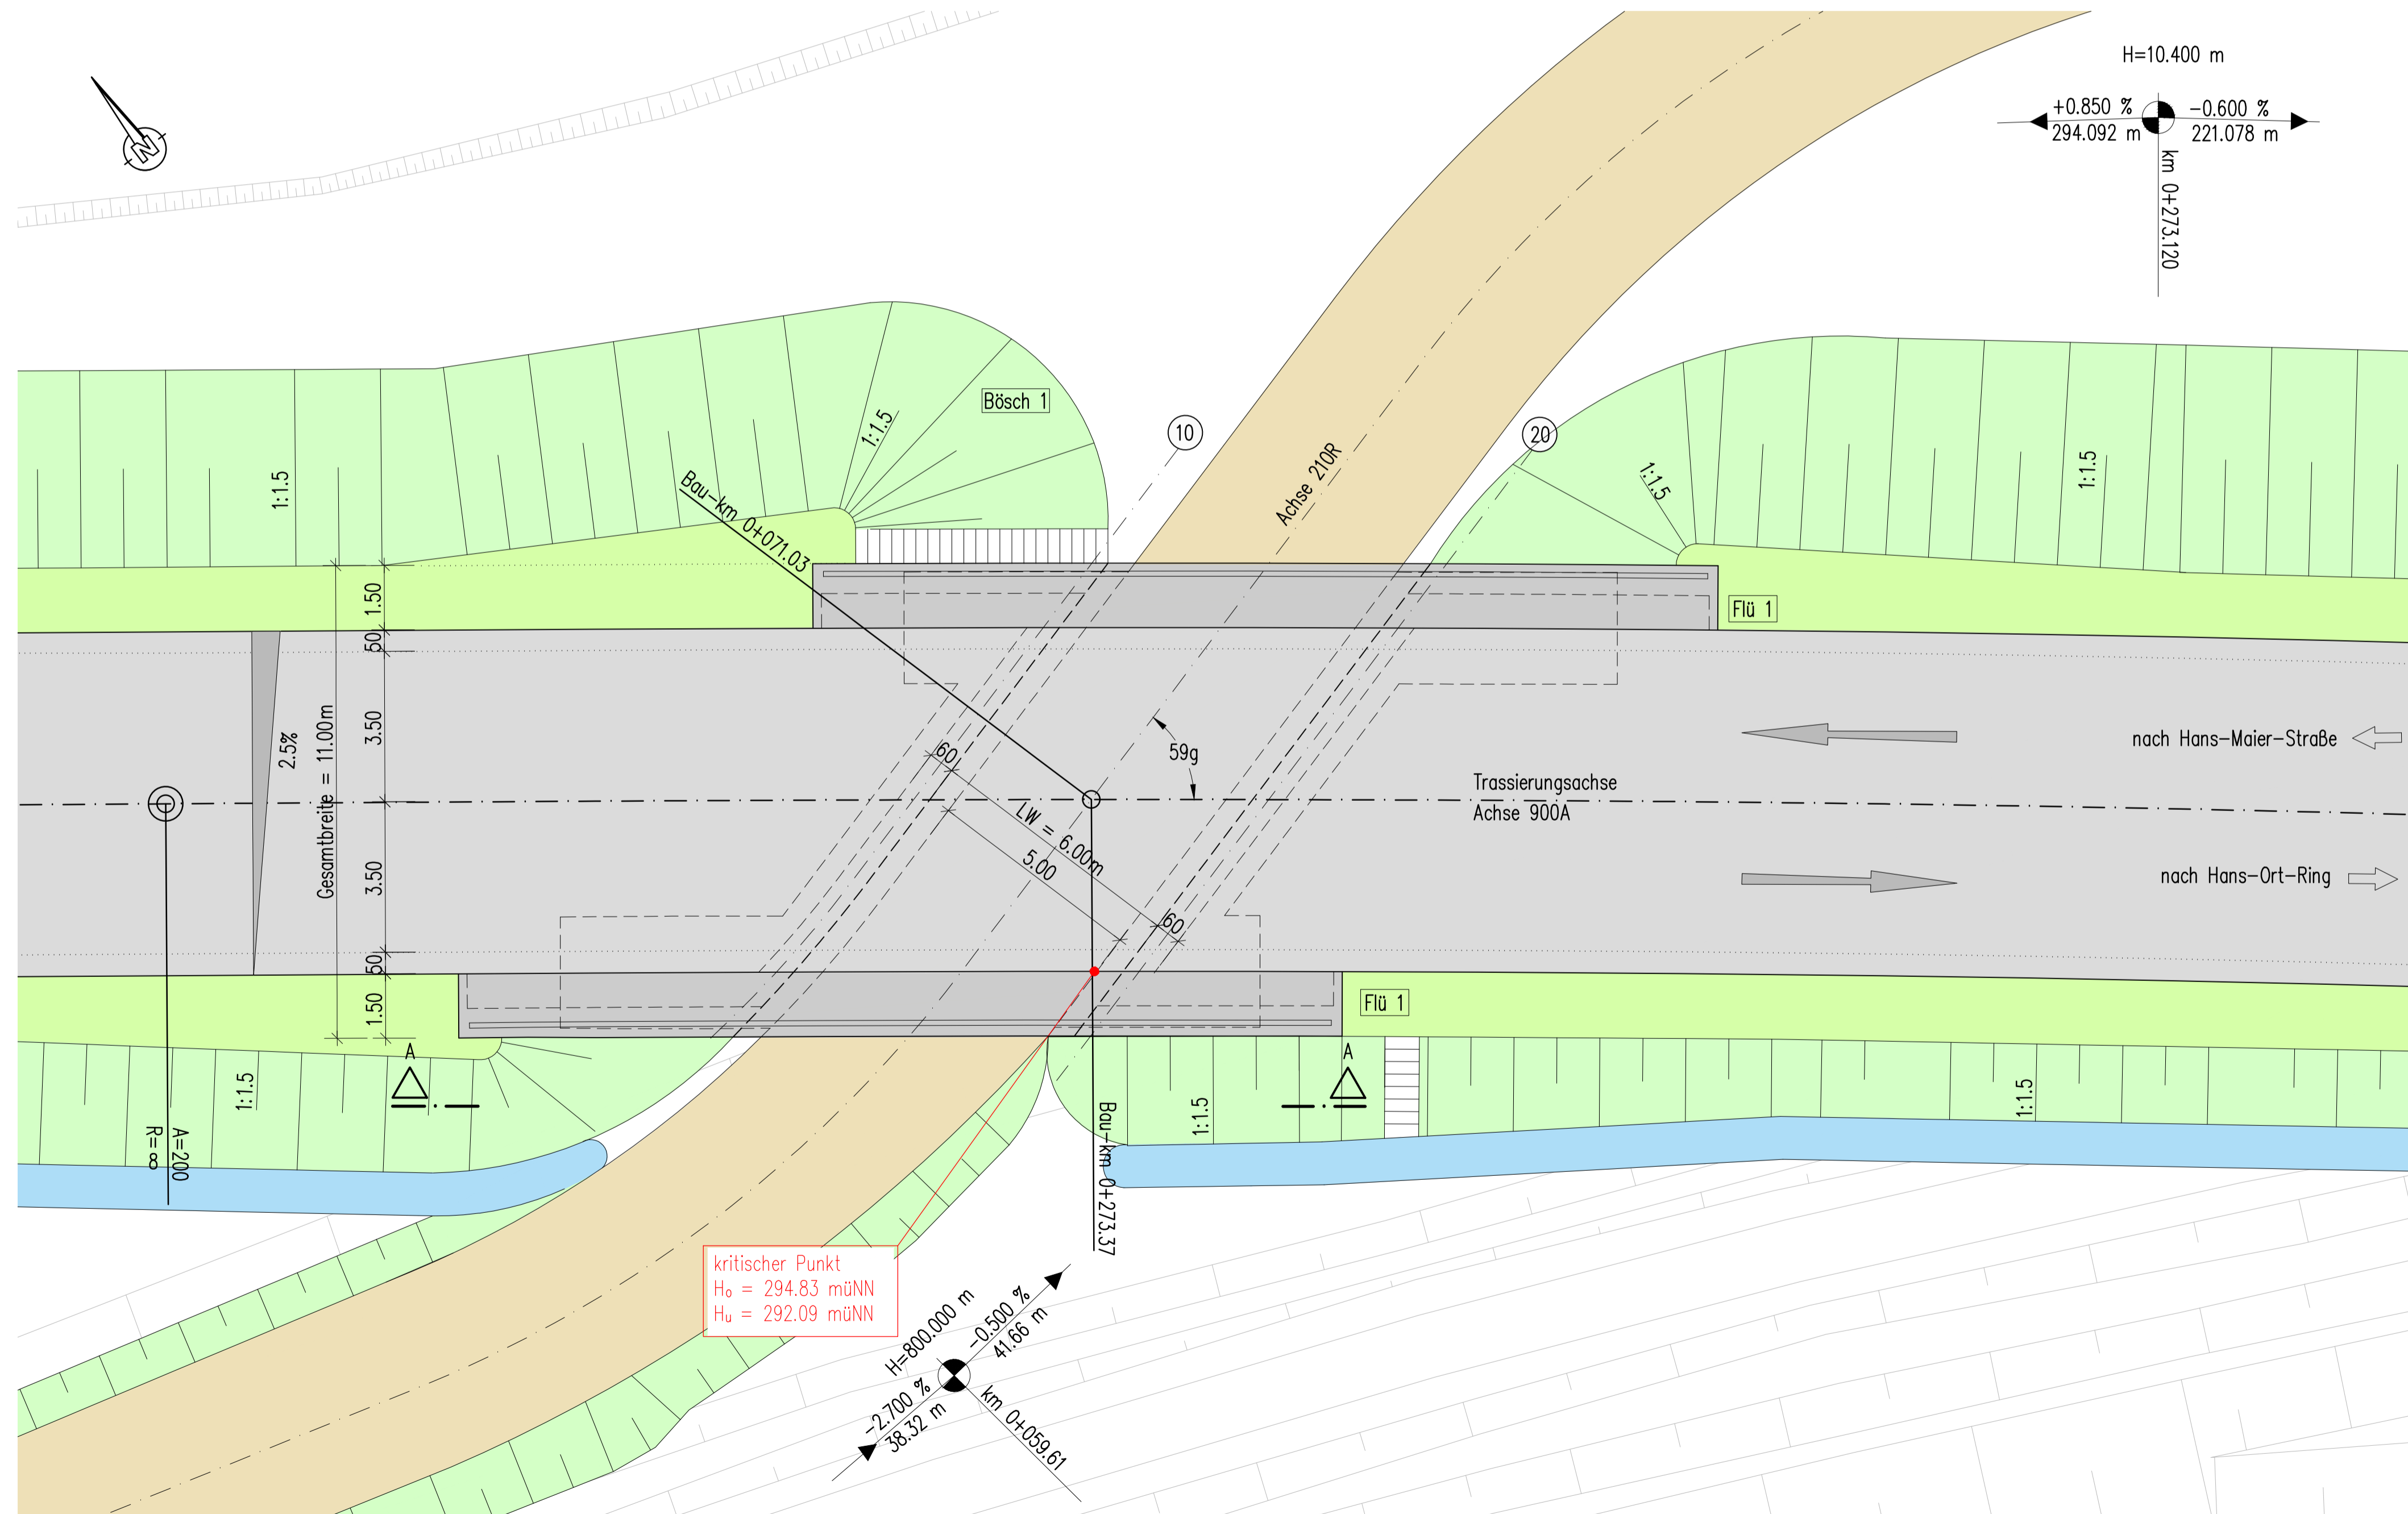 H=10.400 m
+0.850 %
294.092 m
-0.600 %
221.078 m
km 0+273.120
N
Bösch 1
10
20
1:1.5
1:1.5
1:1.5
1:1.5
Bau-km 0+071.03
Achse 210R
Flü 1
1.50
50
3.50
3.50
50
1.50
Gesamtbreite = 11.00m
2.5%
60
LW = 6.00m
5.00
60
59g
Trassierungsachse
Achse 900A
nach Hans-Maier-Straße
nach Hans-Ort-Ring
Flü 1
A
A
1:1.5
1:1.5
1:1.5
A=200
R=∞
Bau-km 0+273.37
kritischer Punkt
Hₒ = 294.83 müNN
Hᵤ = 292.09 müNN
H=800.000 m
-0.500 %
41.66 m
-2.700 %
38.32 m
km 0+059.61